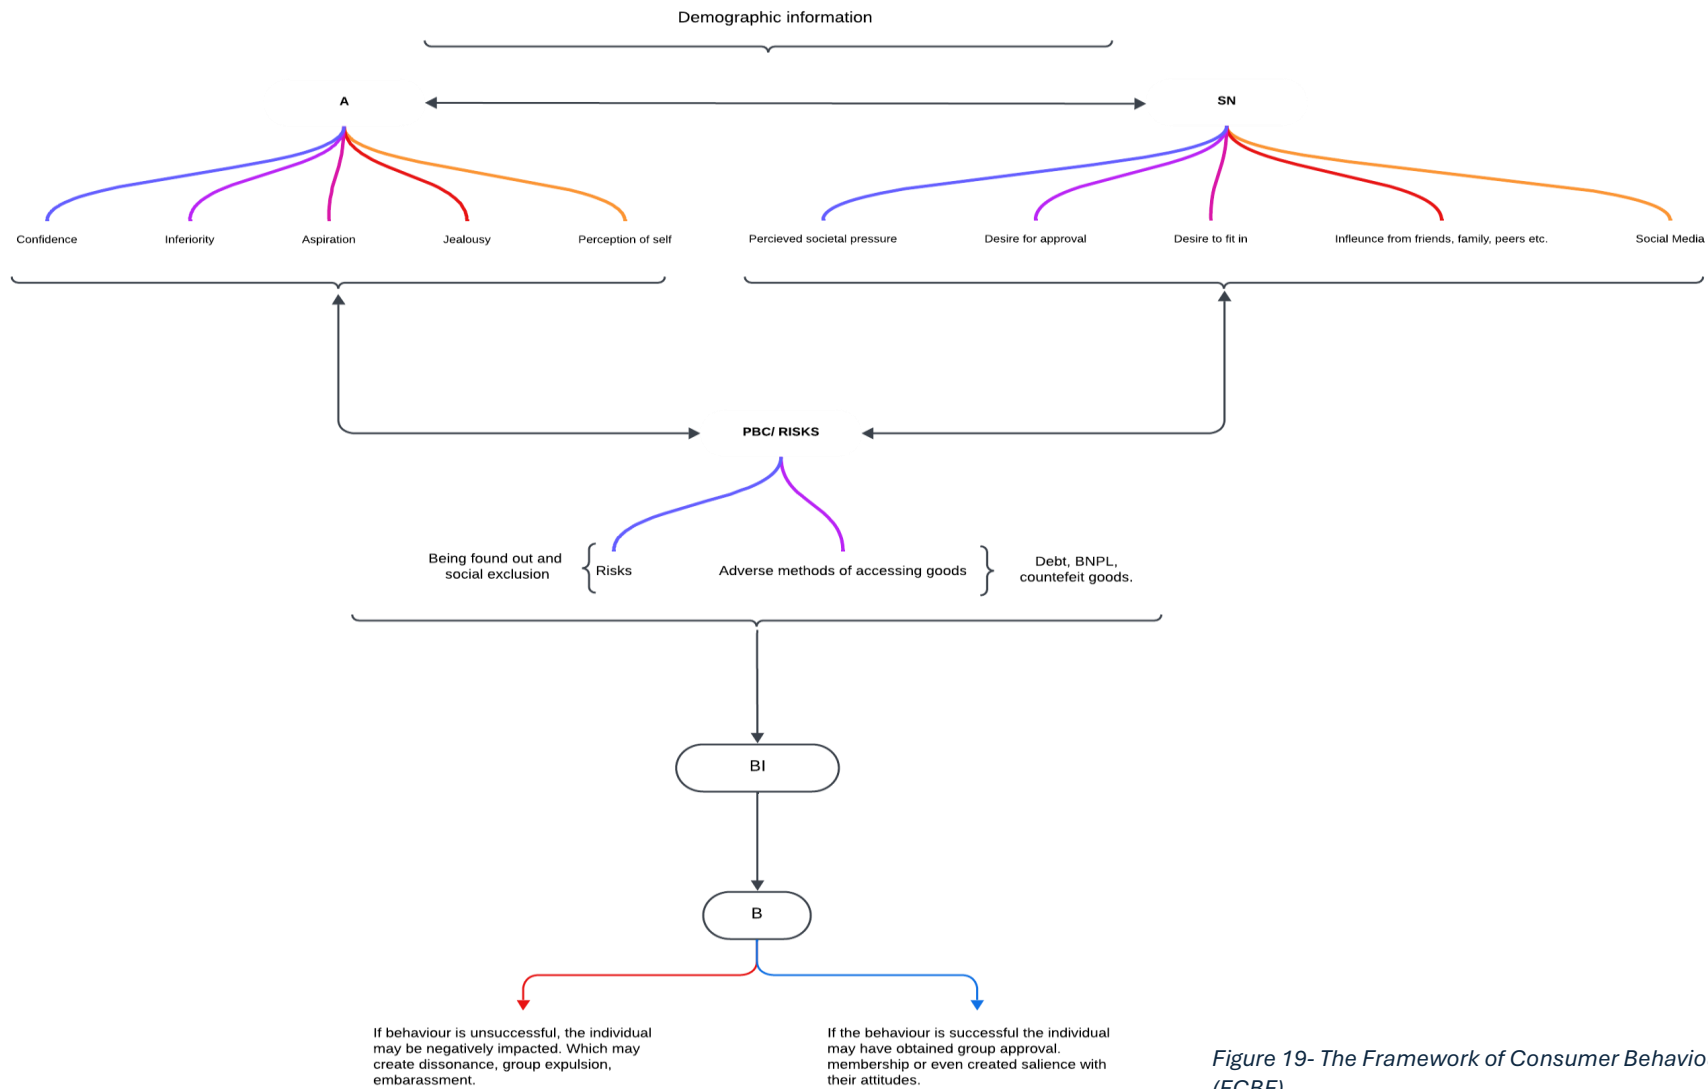 Demographic information
A
SN
Confidence
Inferiority
Aspiration
Jealousy
Perception of self
Percieved societal pressure
Desire for approval
Desire to fit in
Infleunce from friends, family, peers etc.
Social Media
PBC/ RISKS
Being found out and
social exclusion
Risks
Adverse methods of accessing goods
Debt, BNPL,
countefeit goods.
BI
B
If behaviour is unsuccessful, the individual
may be negatively impacted. Which may
create dissonance, group expulsion,
embarassment.
If the behaviour is successful the individual
may have obtained group approval.
membership or even created salience with
their attitudes.
Figure 19- The Framework of Consumer Behavio